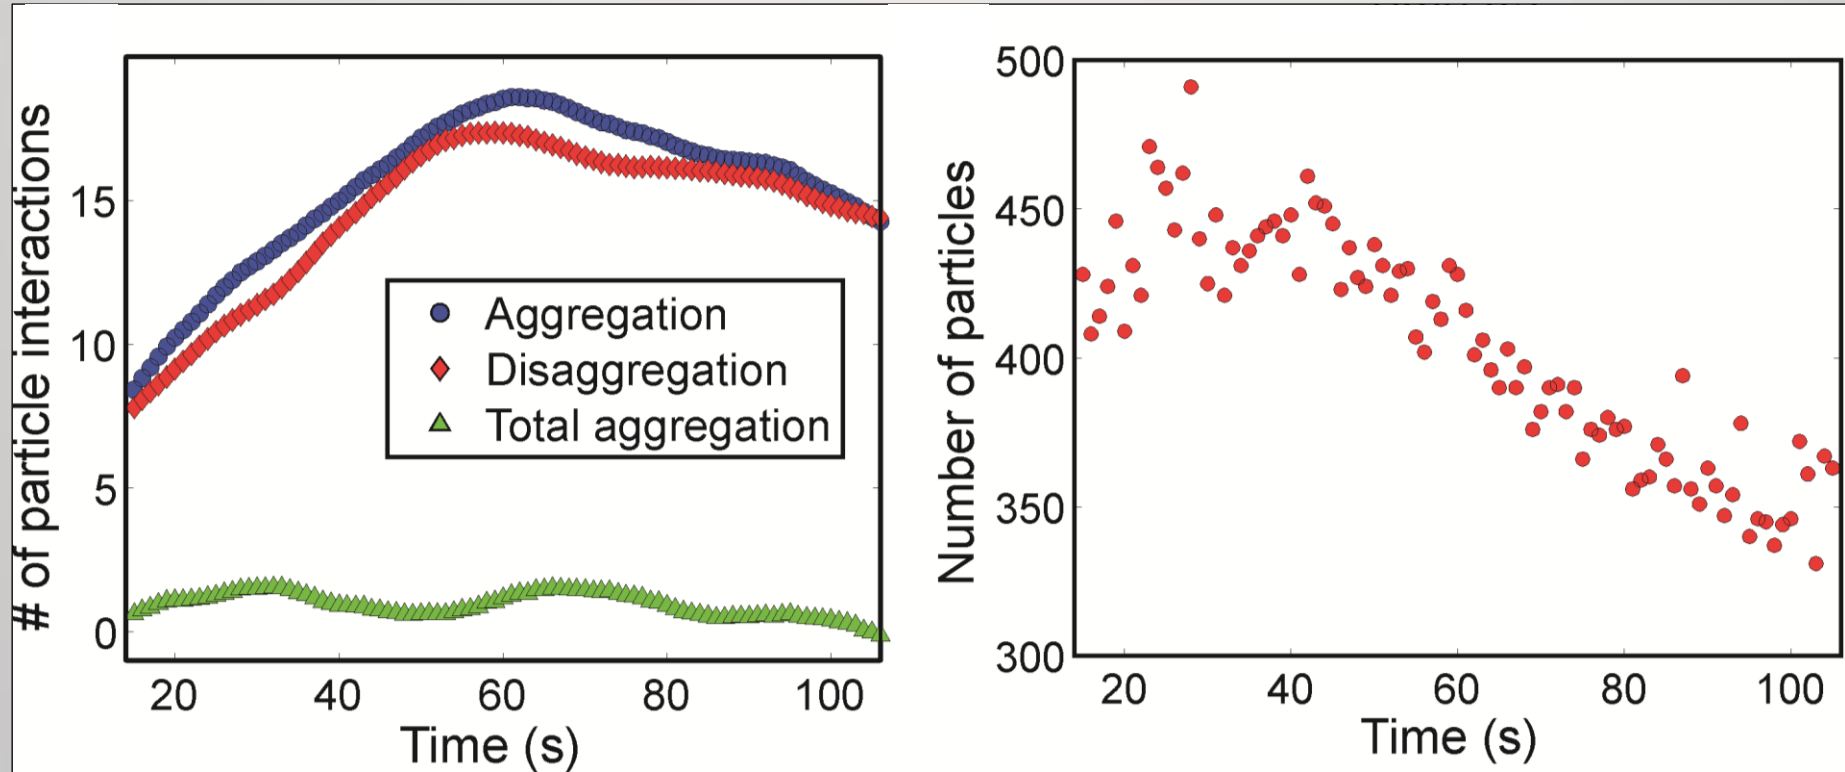 # of particle interactions
15
10
5
0
Aggregation
Disaggregation
Total aggregation
20 40 60 80 100
Time (s)
Number of particles
500
450
400
350
300
20 40 60 80 100
Time (s)